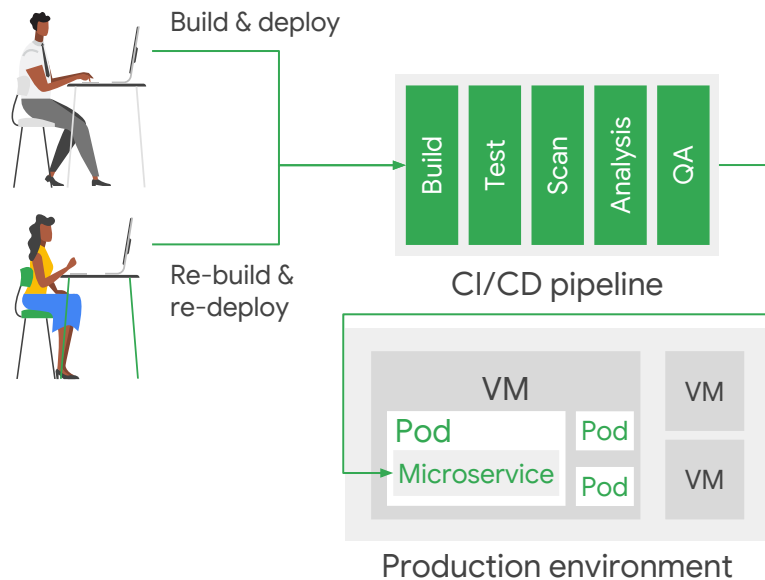 Build & deploy
Build
Test
Scan
Analysis
QA
Re-build &
re-deploy
CI/CD pipeline
VM
Pod
Microservice
Pod
Pod
VM
VM
Production environment